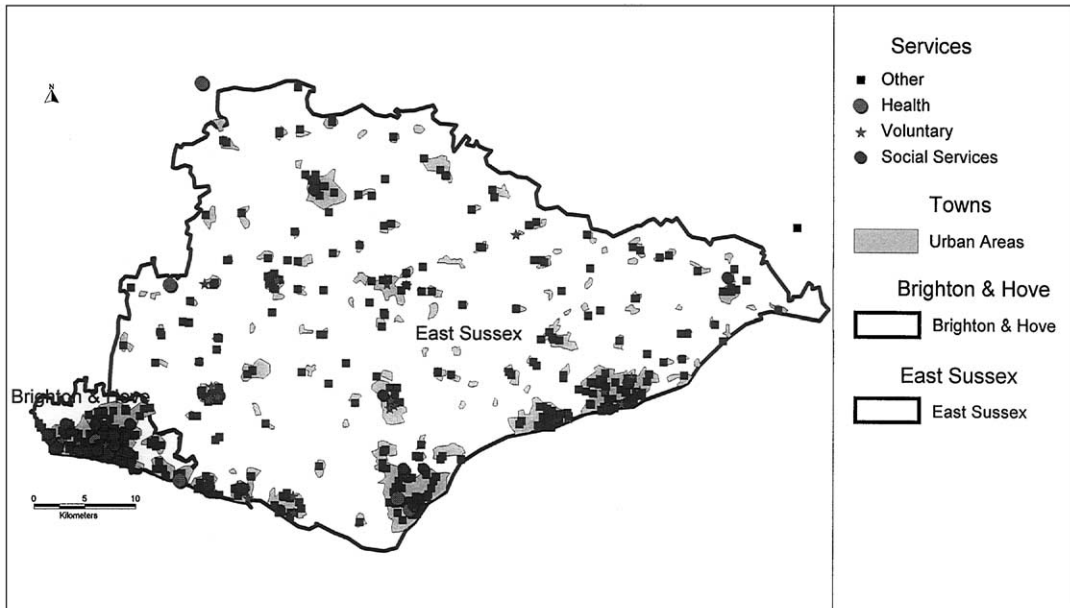 N
East Sussex
Brighton & Hove
0 5 10
Kilometers
Services
Other
Health
Voluntary
Social Services
Towns
Urban Areas
Brighton & Hove
Brighton & Hove
East Sussex
East Sussex